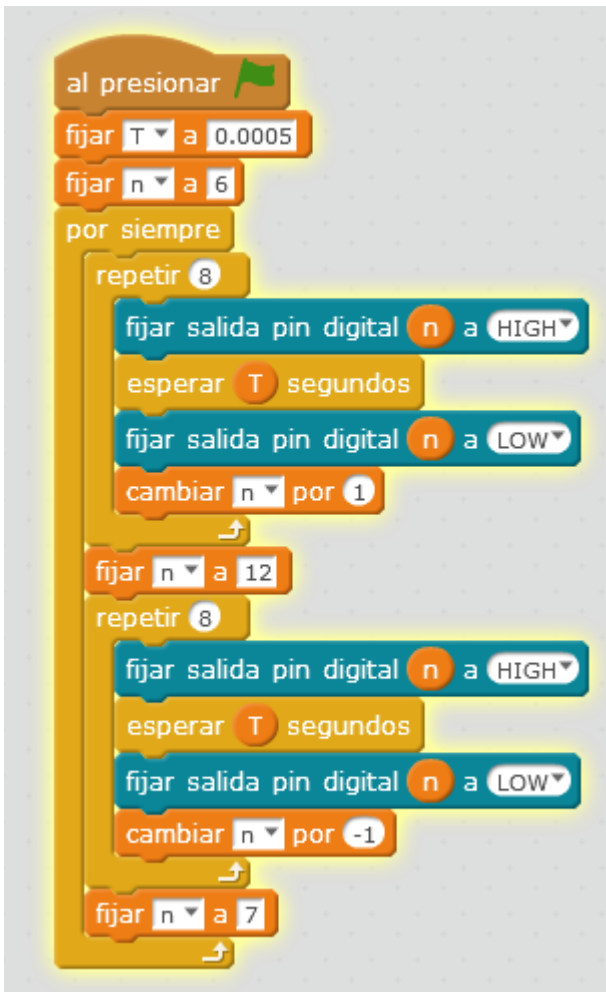 al presionar
fijar T a 0.0005
fijar n a 6
por siempre
repetir 8
fijar salida pin digital n a HIGH
esperar T segundos
fijar salida pin digital n a LOW
cambiar n por 1
fijar n a 12
repetir 8
fijar salida pin digital n a HIGH
esperar T segundos
fijar salida pin digital n a LOW
cambiar n por -1
fijar n a 7